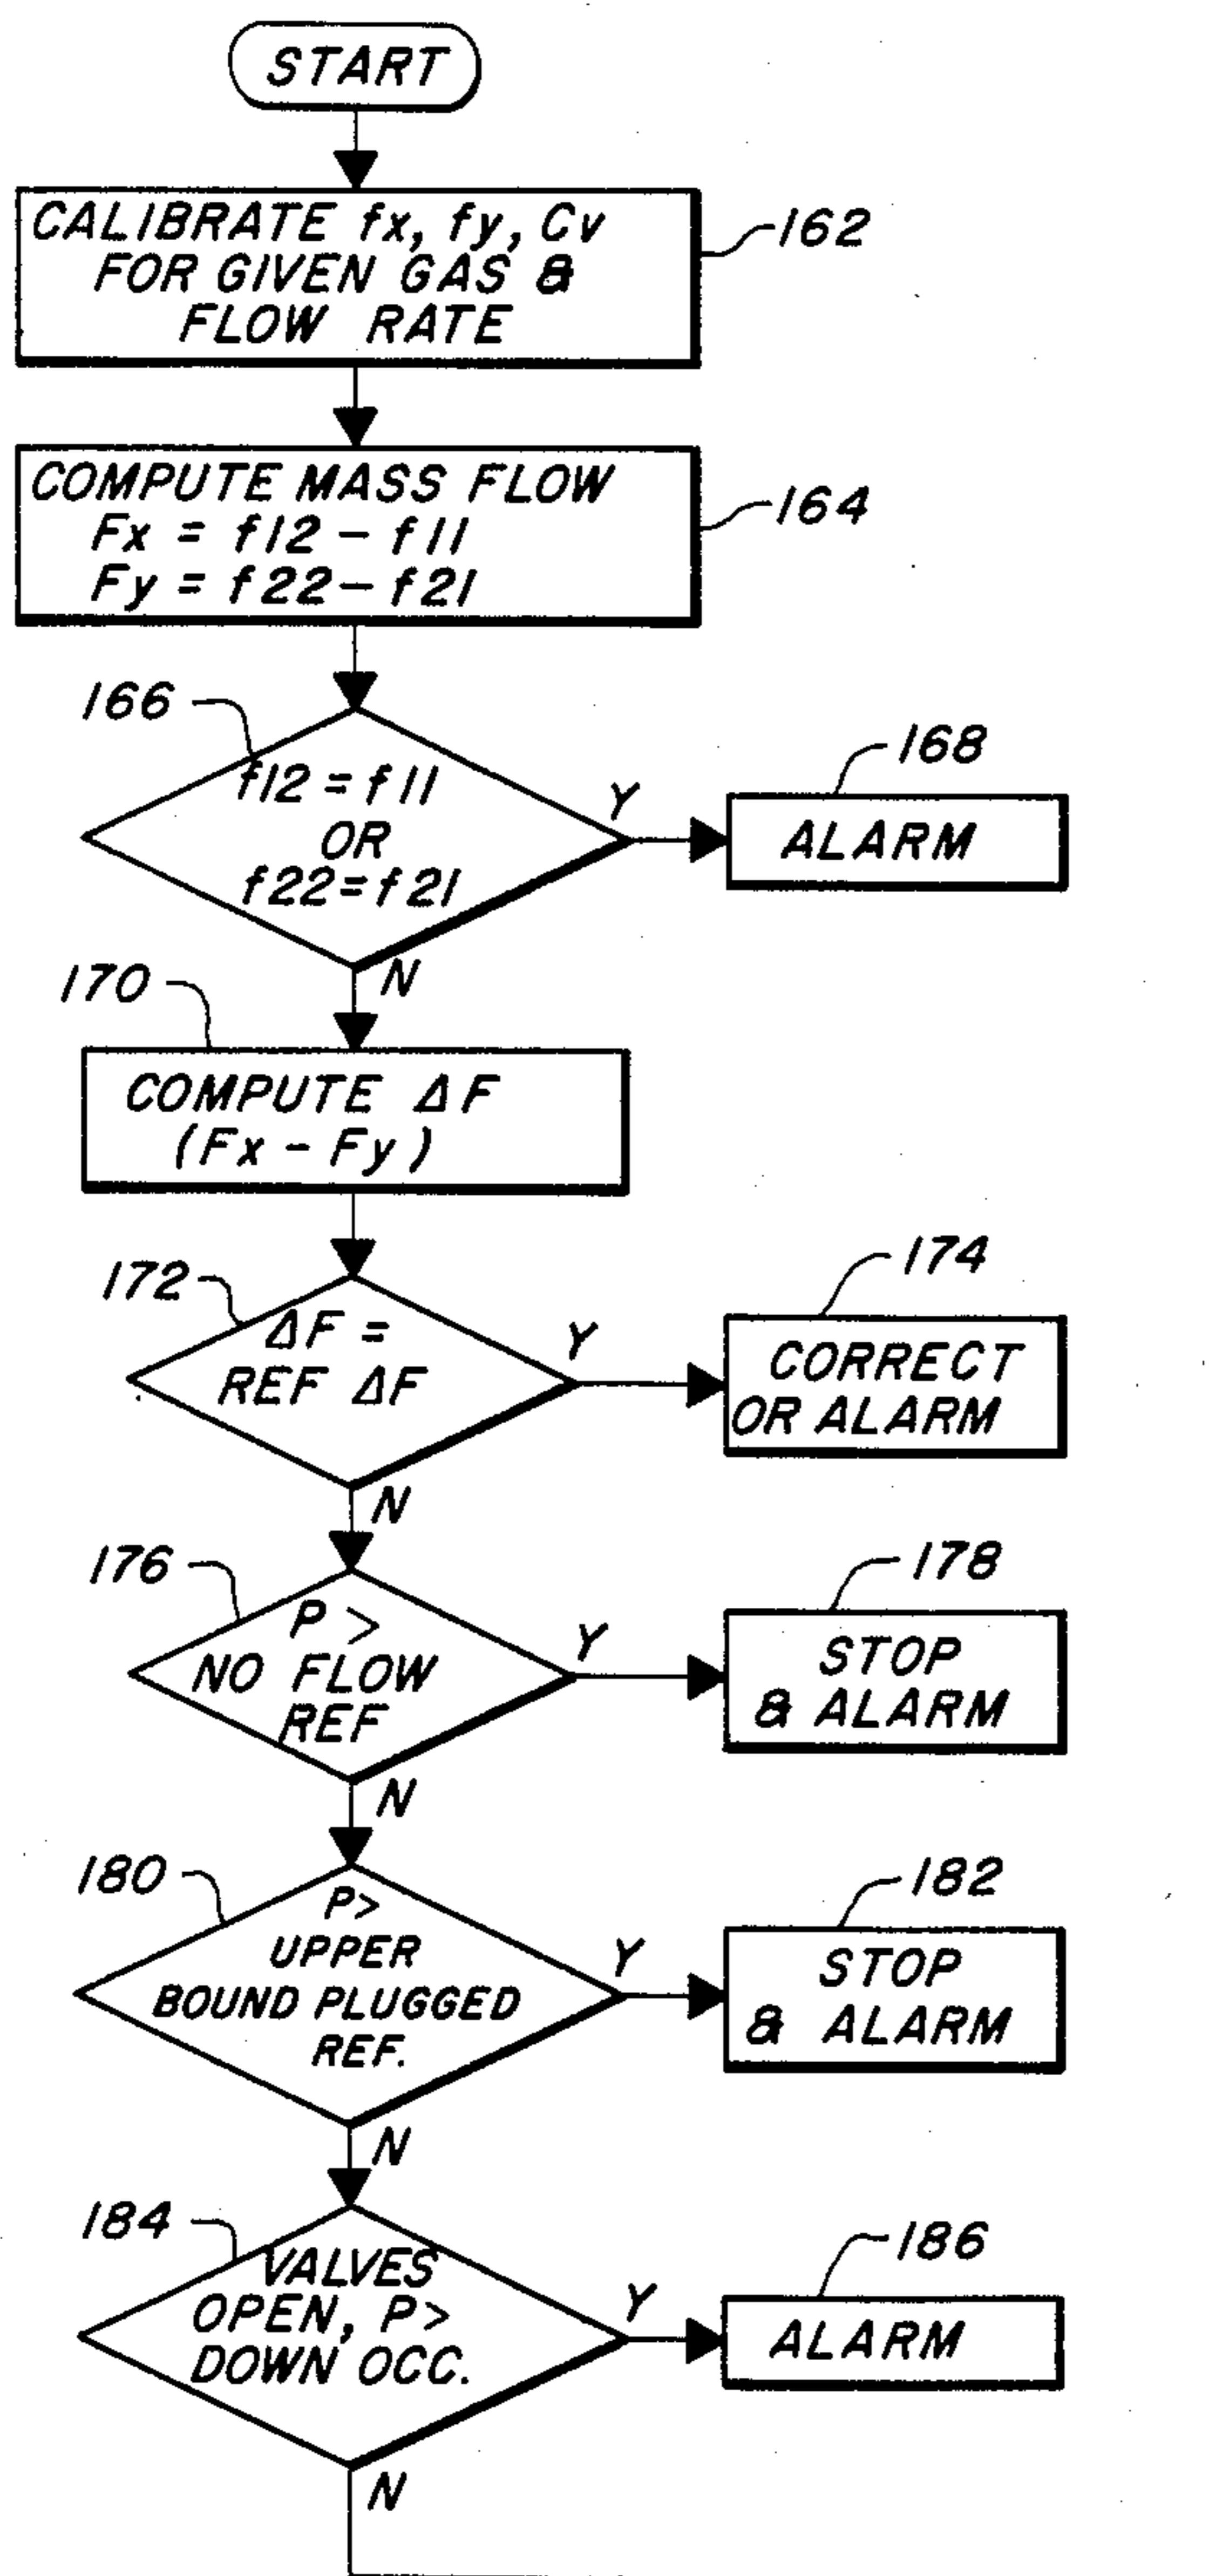 START
CALIBRATE fx, fy, Cv
FOR GIVEN GAS &
FLOW RATE
162
COMPUTE MASS FLOW
Fx = f12 - f11
Fy = f22 - f21
164
166
f12 = f11
OR
f22 = f21
Y
168
ALARM
N
170
COMPUTE ΔF
(Fx - Fy)
172
ΔF =
REF ΔF
Y
174
CORRECT
OR ALARM
N
176
P >
NO FLOW
REF
Y
178
STOP
& ALARM
N
180
P>
UPPER
BOUND PLUGGED
REF.
Y
182
STOP
& ALARM
N
184
VALVES
OPEN, P>
DOWN OCC.
Y
186
ALARM
N